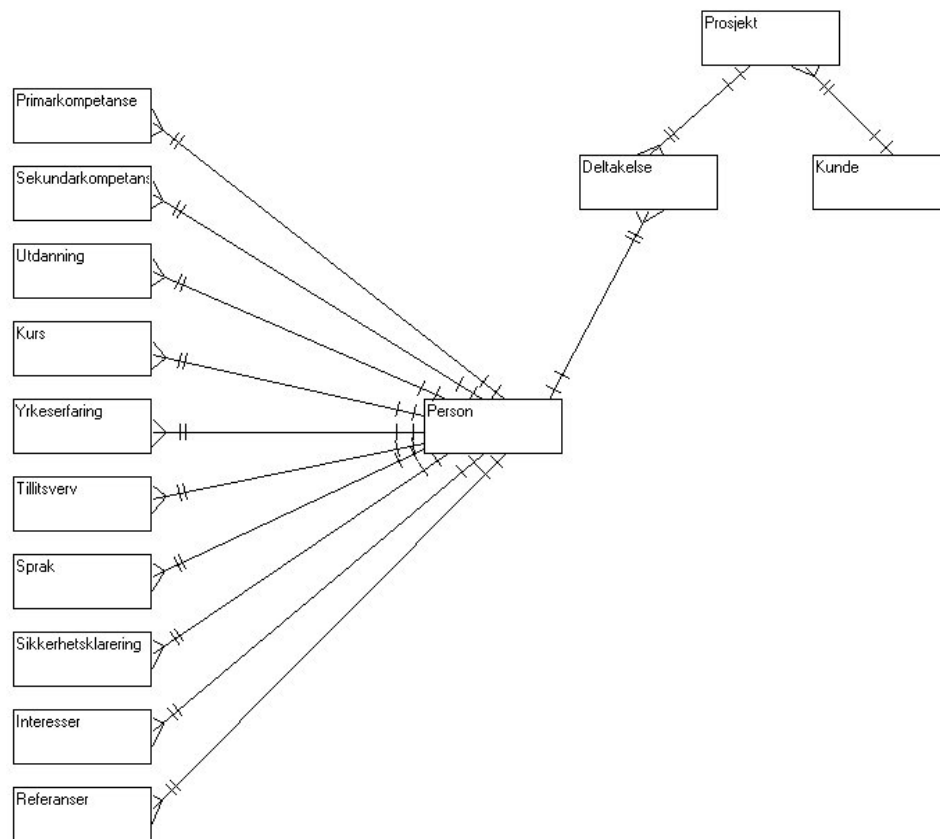 Prosjekt
Primarkompetanse
Deltakelse
Kunde
Sekundarkompetans
Utdanning
Kurs
Yrkeserfaring
Person
Tillitsverv
Sprak
Sikkerhetsklarering
Interesser
Referanser